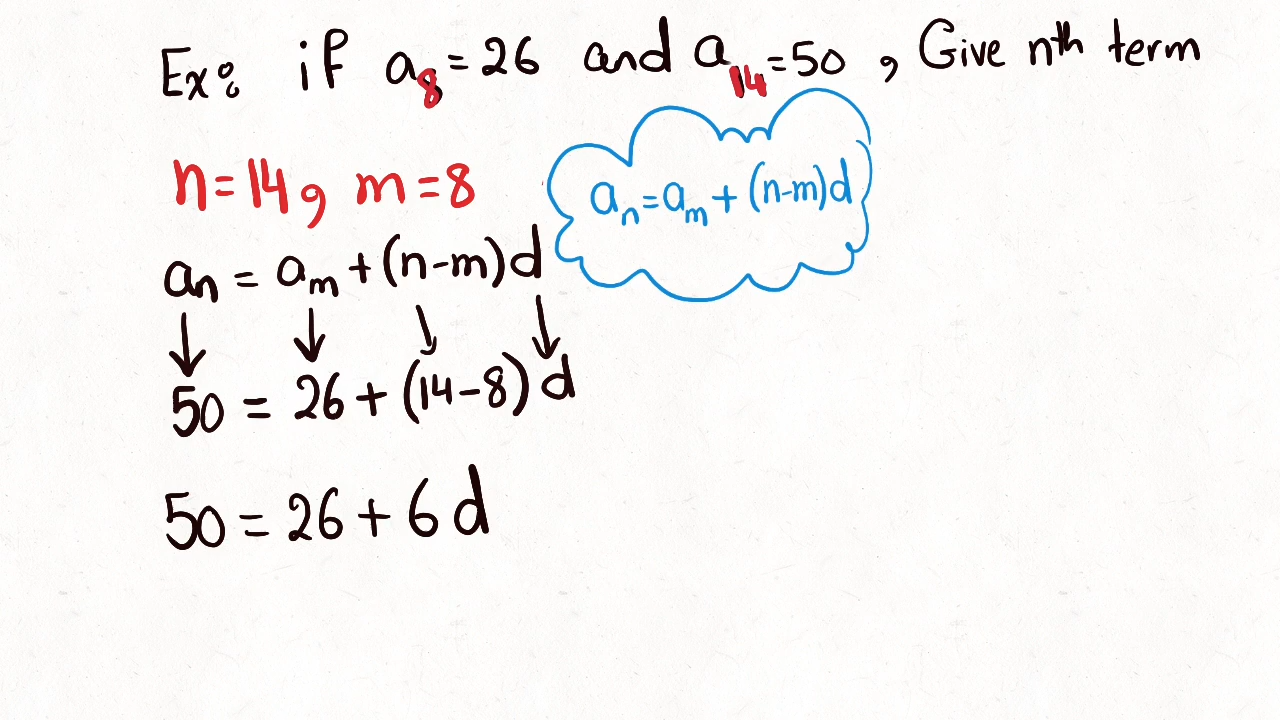 Ex: if a₈ = 26 and a₁₄ = 50 , Give nth term
n = 14 , m = 8
aₙ = aₘ + (n-m)d
aₙ = aₘ + (n-m)d
50 = 26 + (14-8) d
50 = 26 + 6 d